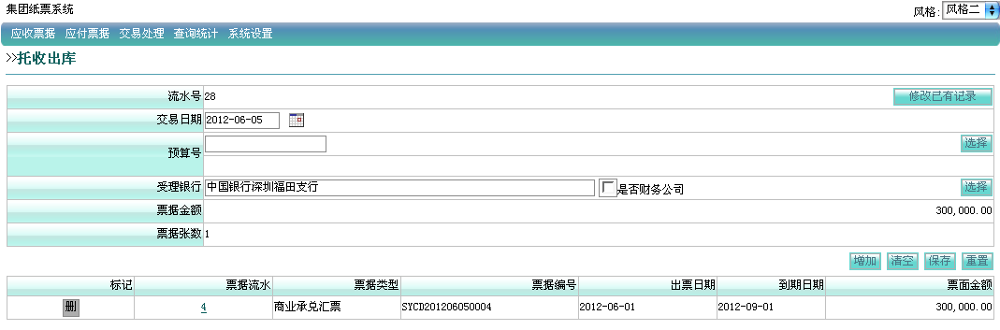 集团纸票系统
风格: 风格二
应收票据 应付票据 交易处理 查询统计 系统设置
>>托收出库
流水号 28 修改已有记录
交易日期 2012-06-05
预算号 选择
受理银行 中国银行深圳福田支行 是否财务公司 选择
票据金额 300,000.00
票据张数 1
增加 清空 保存 重置
标记 票据流水 票据类型 票据编号 出票日期 到期日期 票面金额
删 4 商业承兑汇票 SYCD201206050004 2012-06-01 2012-09-01 300,000.00